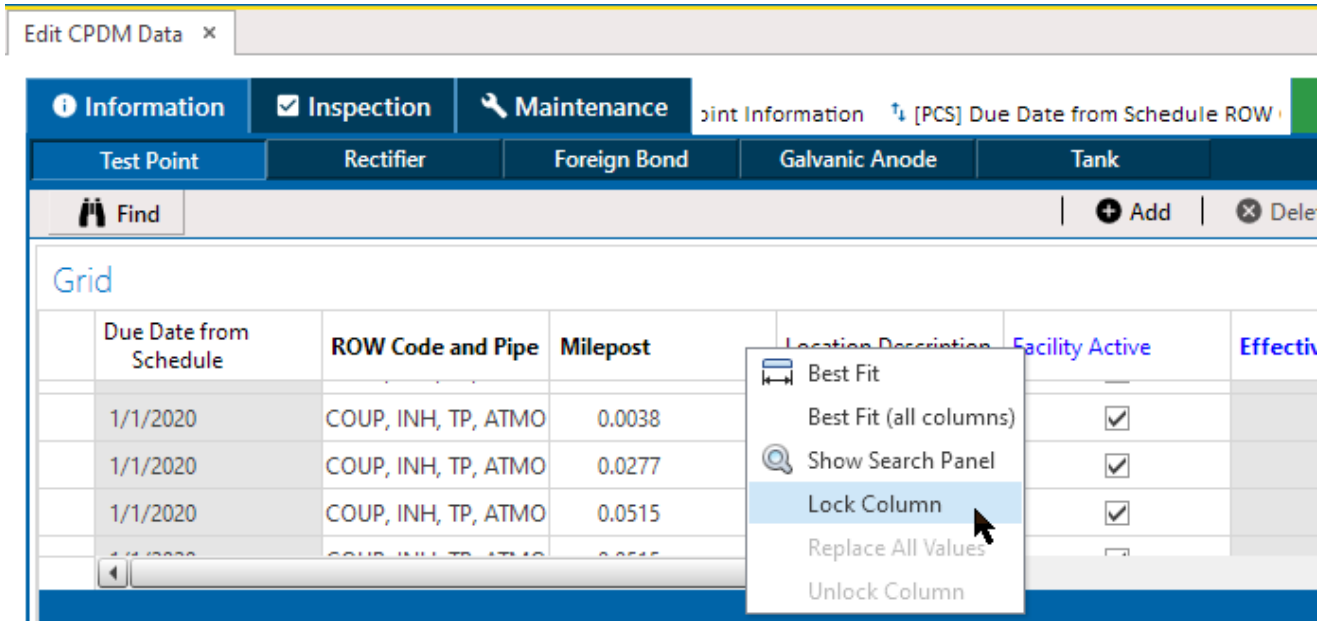 Edit CPDM Data ×
Information Inspection Maintenance oint Information [PCS] Due Date from Schedule ROW
Test Point Rectifier Foreign Bond Galvanic Anode Tank
Find Add Dele
Grid
Due Date from
Schedule
ROW Code and Pipe Milepost Location Description Facility Active Effectiv
1/1/2020 COUP, INH, TP, ATMO 0.0038
1/1/2020 COUP, INH, TP, ATMO 0.0277
1/1/2020 COUP, INH, TP, ATMO 0.0515
Best Fit
Best Fit (all columns)
Show Search Panel
Lock Column
Replace All Values
Unlock Column